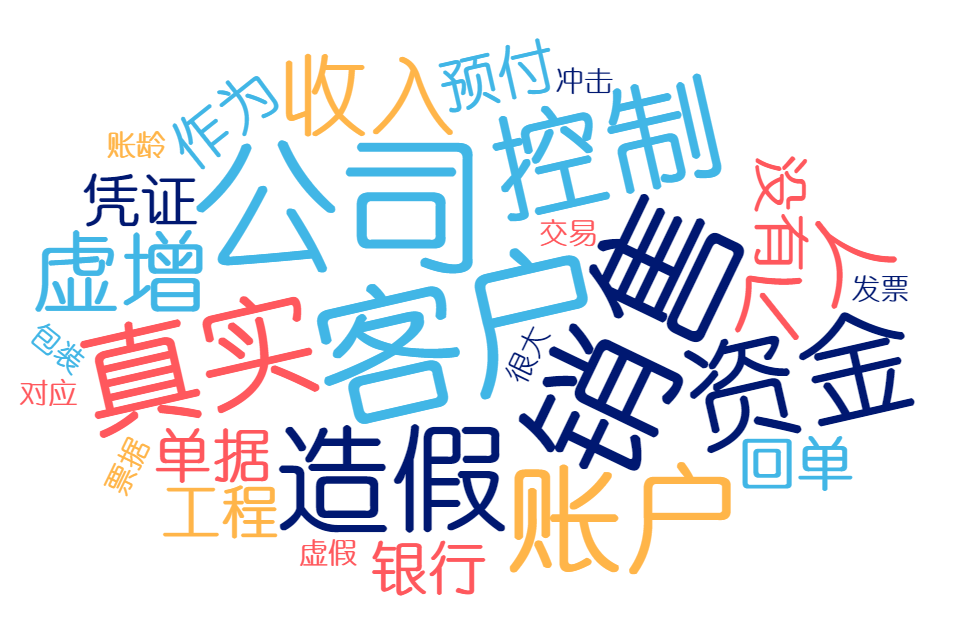 收入
预付
冲击
作为
控制
账龄
公司
凭证
没有
交易
人
虚增
客户
销售
发票
真实
包装
很大
资金
对应
单据
票据
造假
回单
工程
账户
虚假
银行